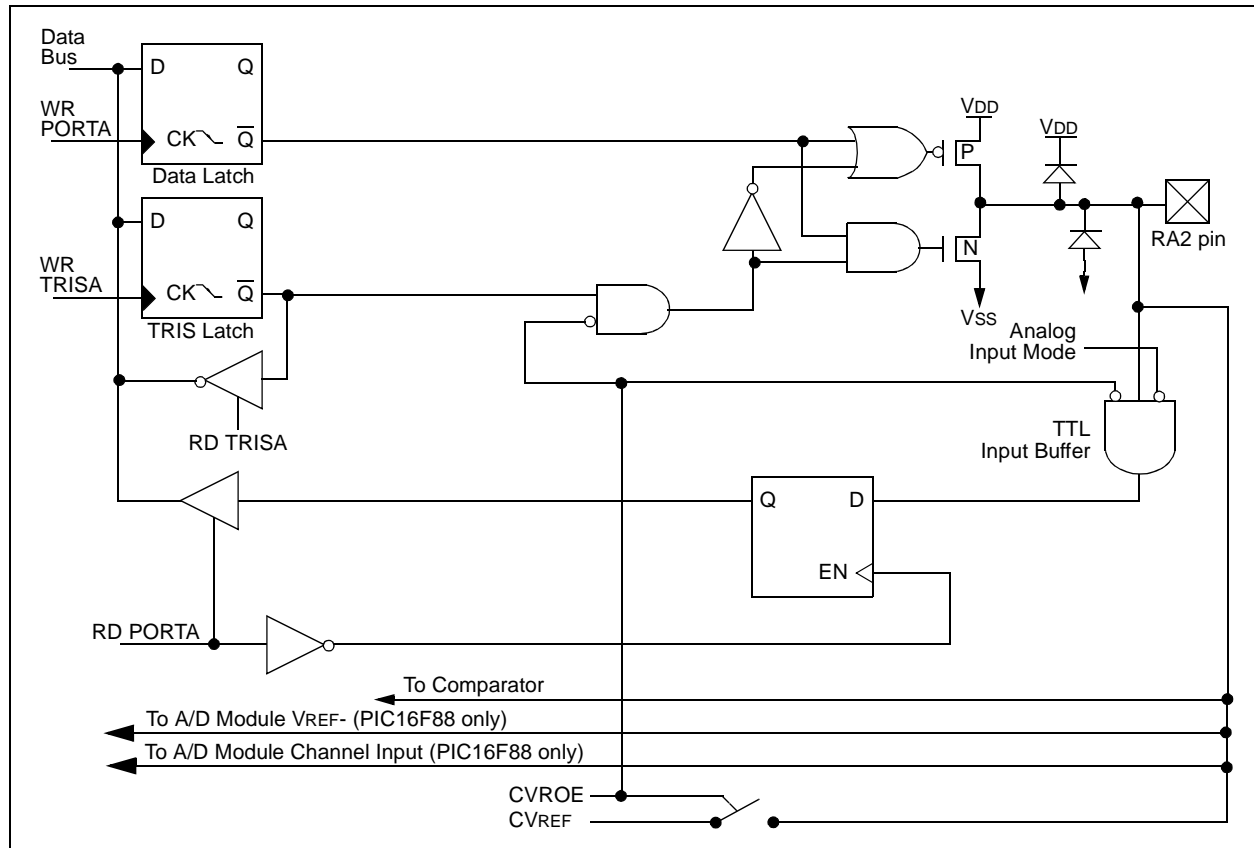 Data
Bus
D Q
WR
PORTA
CK Q
Data Latch
D Q
WR
TRISA
CK Q
TRIS Latch
RD TRISA
VDD
P
VDD
N
VSS
RA2 pin
Analog
Input Mode
TTL
Input Buffer
Q D
EN
RD PORTA
To Comparator
To A/D Module VREF- (PIC16F88 only)
To A/D Module Channel Input (PIC16F88 only)
CVROE
CVREF